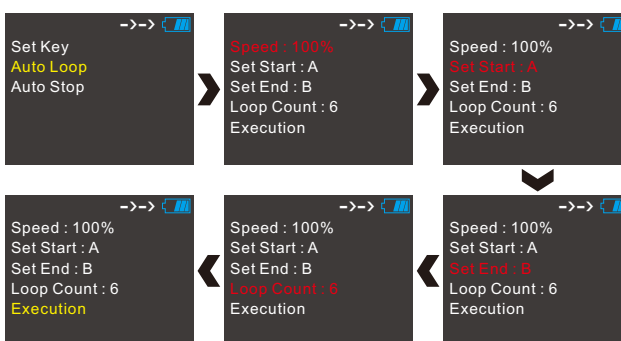 ->->
Set Key
Auto Loop
Auto Stop
->->
Speed : 100%
Set Start : A
Set End : B
Loop Count : 6
Execution
->->
Speed : 100%
Set Start : A
Set End : B
Loop Count : 6
Execution
->->
Speed : 100%
Set Start : A
Set End : B
Loop Count : 6
Execution
->->
Speed : 100%
Set Start : A
Set End : B
Loop Count : 6
Execution
->->
Speed : 100%
Set Start : A
Set End : B
Loop Count : 6
Execution